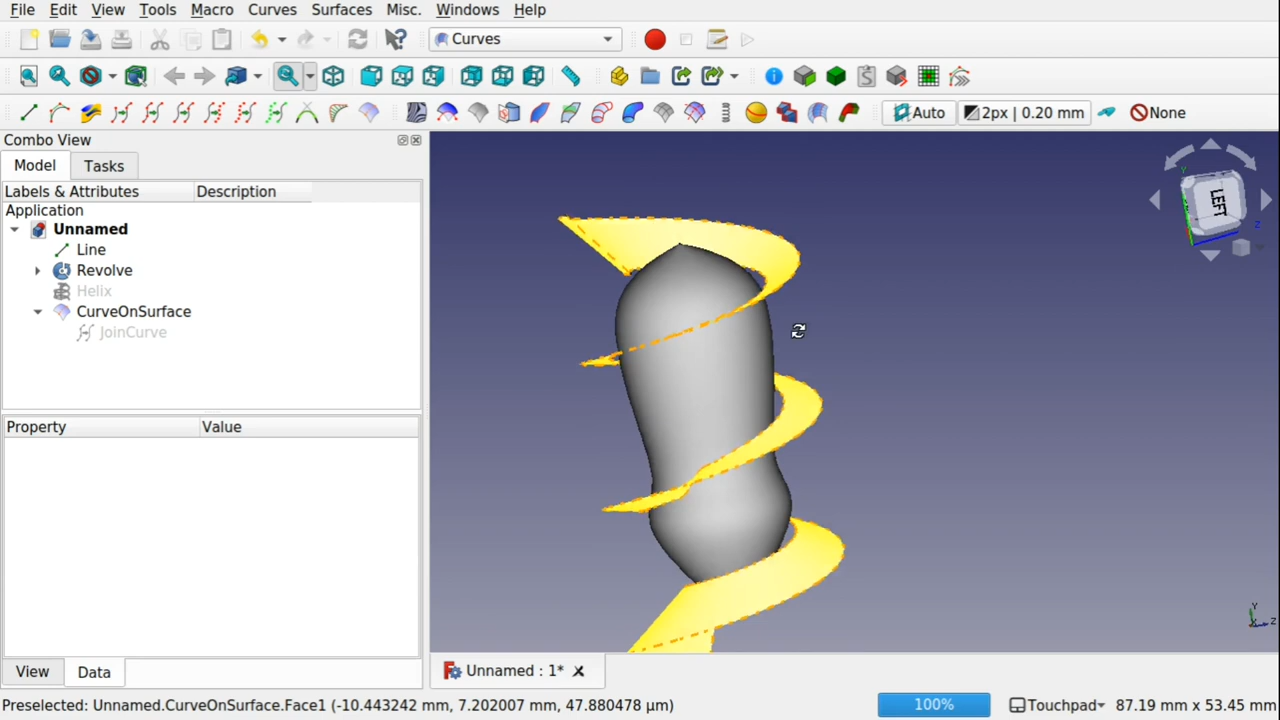 File Edit View Tools Macro Curves Surfaces Misc. Windows Help
Curves
Auto 2px | 0.20 mm None
Combo View
Model Tasks
Labels & Attributes Description
Application
Unnamed
Line
Revolve
Helix
CurveOnSurface
JoinCurve
Property Value
View Data
LEFT
Y
Z
Y
Z
Unnamed : 1*
Preselected: Unnamed.CurveOnSurface.Face1 (-10.443242 mm, 7.202007 mm, 47.880478 µm) 100% Touchpad 87.19 mm x 53.45 mm